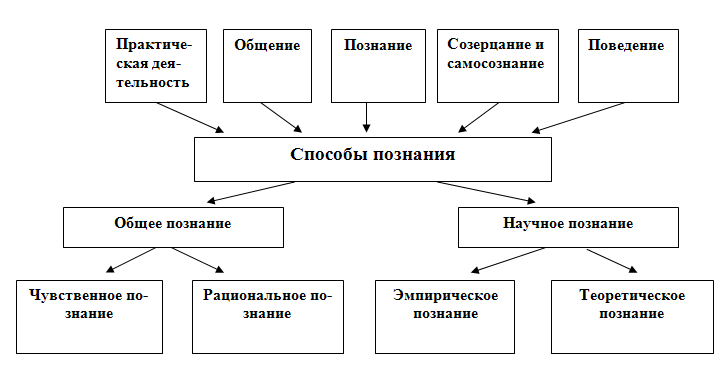 Практиче-
ская дея-
тельность
Общение
Познание
Созерцание и
самосознание
Поведение
Способы познания
Общее познание
Научное познание
Чувственное по-
знание
Рациональное по-
знание
Эмпирическое
познание
Теоретическое
познание